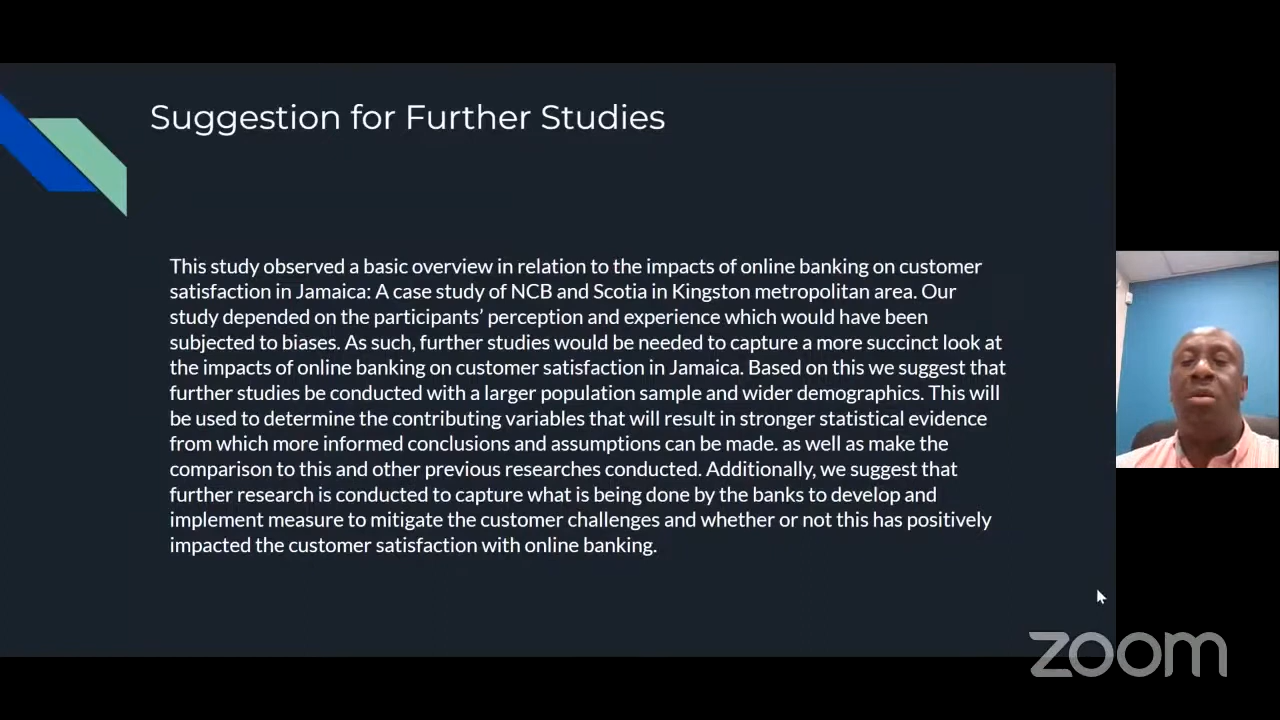 Suggestion for Further Studies
This study observed a basic overview in relation to the impacts of online banking on customer
satisfaction in Jamaica: A case study of NCB and Scotia in Kingston metropolitan area. Our
study depended on the participants’ perception and experience which would have been
subjected to biases. As such, further studies would be needed to capture a more succinct look at
the impacts of online banking on customer satisfaction in Jamaica. Based on this we suggest that
further studies be conducted with a larger population sample and wider demographics. This will
be used to determine the contributing variables that will result in stronger statistical evidence
from which more informed conclusions and assumptions can be made. as well as make the
comparison to this and other previous researches conducted. Additionally, we suggest that
further research is conducted to capture what is being done by the banks to develop and
implement measure to mitigate the customer challenges and whether or not this has positively
impacted the customer satisfaction with online banking.
zoom